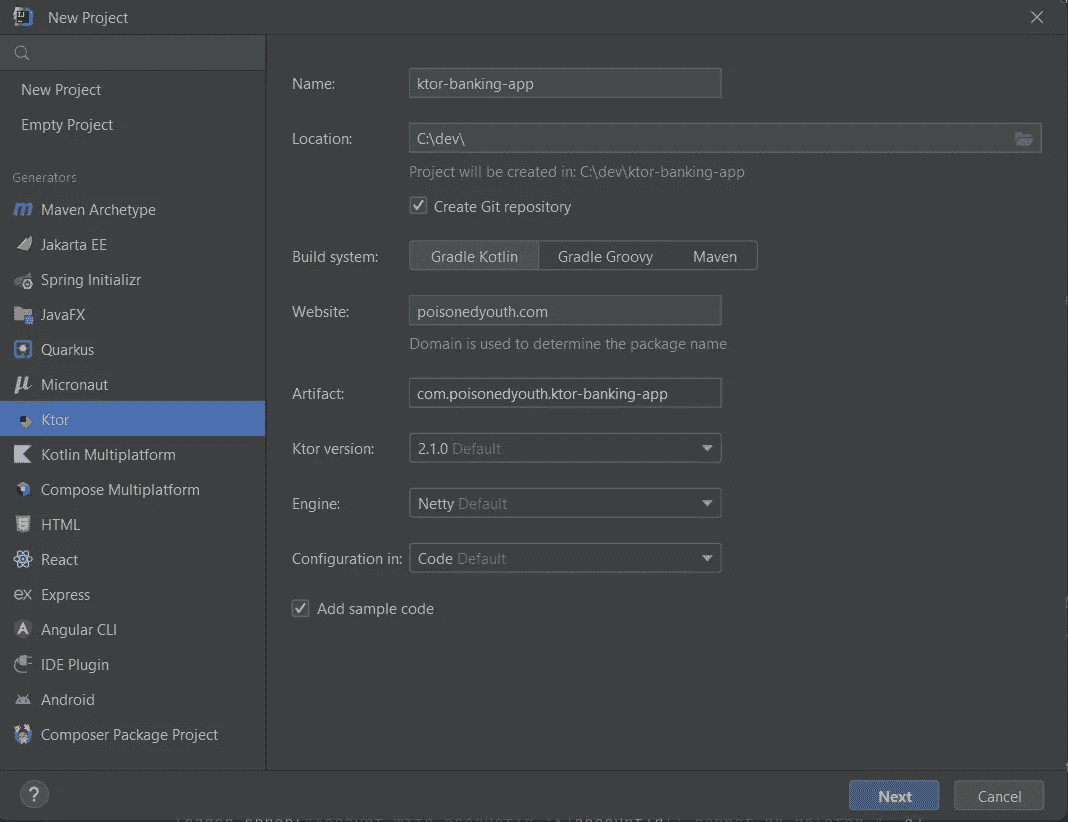 New Project
New Project
Empty Project
Generators
Maven Archetype
Jakarta EE
Spring Initializr
JavaFX
Quarkus
Micronaut
Ktor
Kotlin Multiplatform
Compose Multiplatform
HTML
React
ex Express
Angular CLI
IDE Plugin
Android
Composer Package Project
Name: ktor-banking-app
Location: C:\dev\
Project will be created in: C:\dev\ktor-banking-app
Create Git repository
Build system: Gradle Kotlin Gradle Groovy Maven
Website: poisonedyouth.com
Domain is used to determine the package name
Artifact: com.poisonedyouth.ktor-banking-app
Ktor version: 2.1.0 Default
Engine: Netty Default
Configuration in: Code Default
Add sample code
? Next Cancel